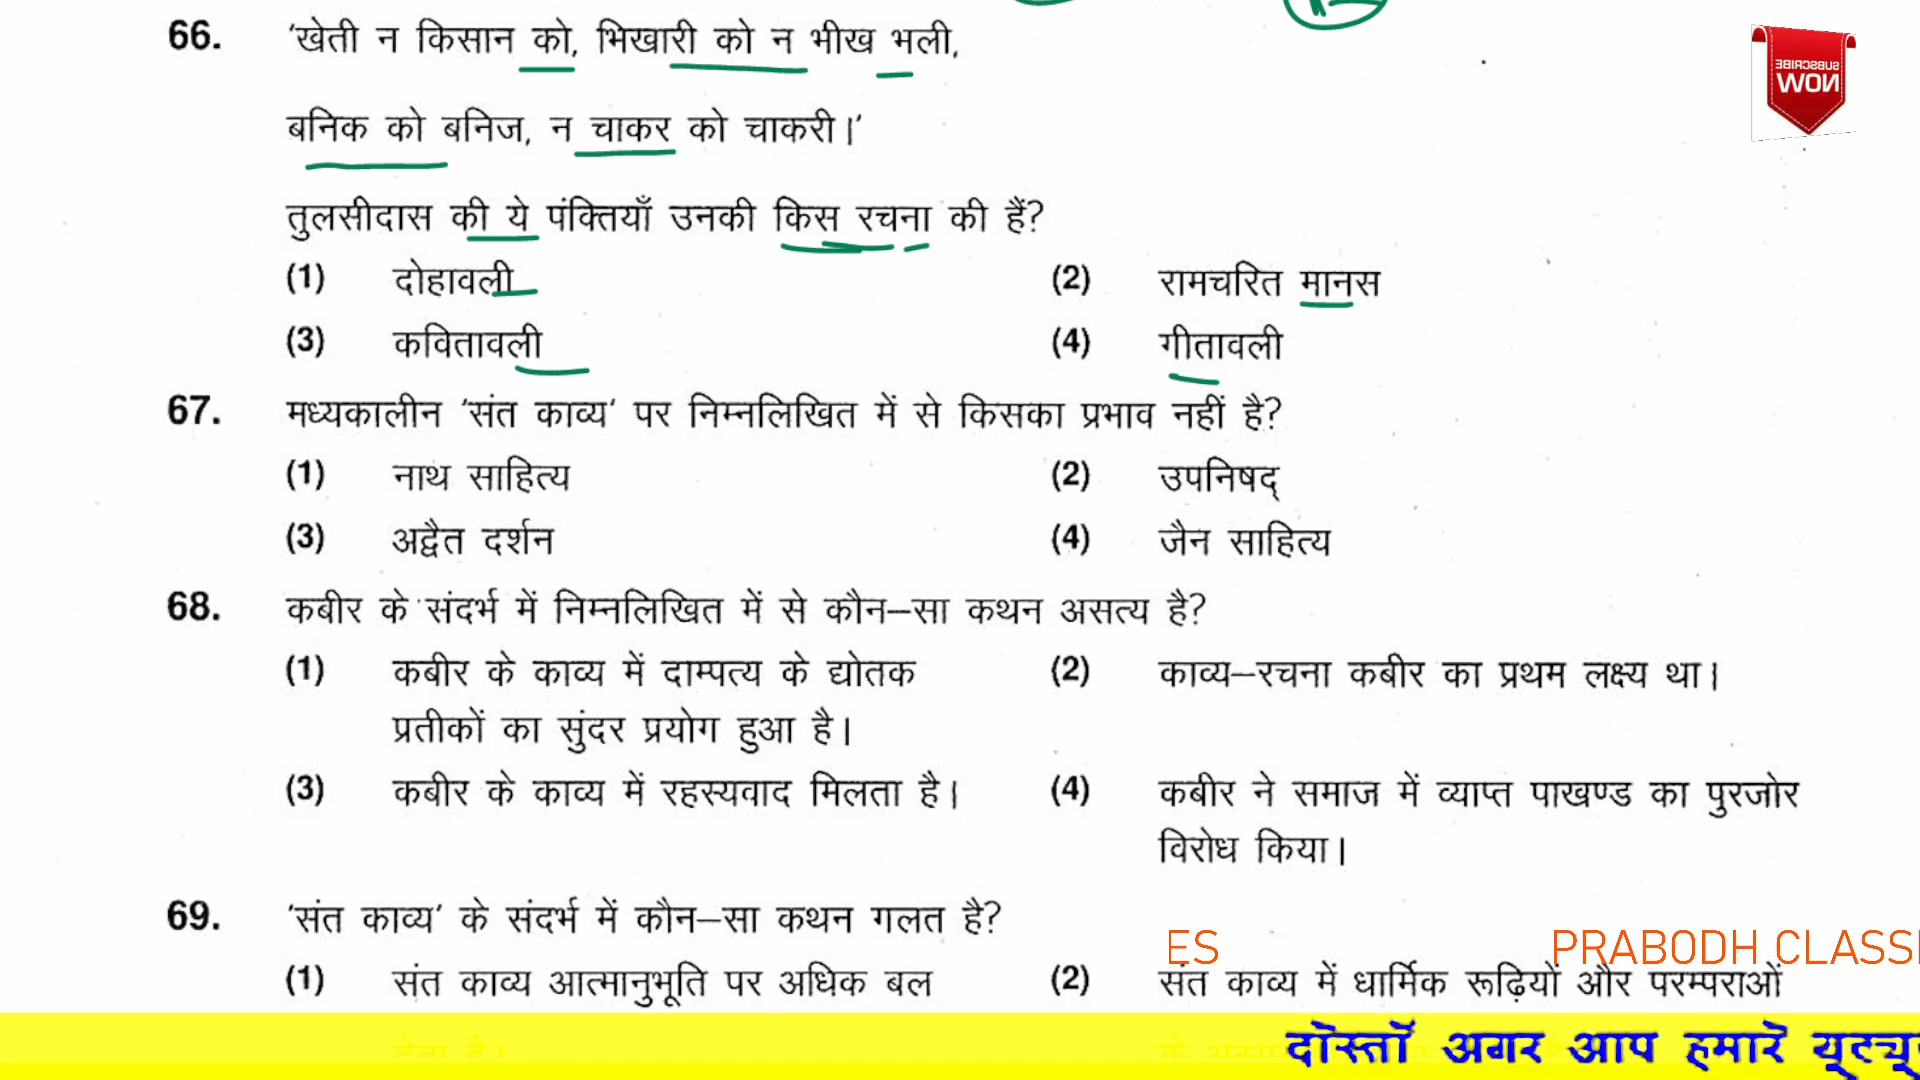 66. 'खेती न किसान को, भिखारी को न भीख भली,
बनिक को बनिज, न चाकर को चाकरी।'
तुलसीदास की ये पंक्तियाँ उनकी किस रचना की हैं?
(1) दोहावली (2) रामचरित मानस
(3) कवितावली (4) गीतावली
67. मध्यकालीन 'संत काव्य' पर निम्नलिखित में से किसका प्रभाव नहीं है?
(1) नाथ साहित्य (2) उपनिषद्
(3) अद्वैत दर्शन (4) जैन साहित्य
68. कबीर के संदर्भ में निम्नलिखित में से कौन–सा कथन असत्य है?
(1) कबीर के काव्य में दाम्पत्य के द्योतक (2) काव्य–रचना कबीर का प्रथम लक्ष्य था।
प्रतीकों का सुंदर प्रयोग हुआ है।
(3) कबीर के काव्य में रहस्यवाद मिलता है। (4) कबीर ने समाज में व्याप्त पाखण्ड का पुरजोर
विरोध किया।
69. 'संत काव्य' के संदर्भ में कौन–सा कथन गलत है?
ES PRABODH CLASS
(1) संत काव्य आत्मानुभूति पर अधिक बल (2) संत काव्य में धार्मिक रूढ़ियों और परम्पराओं
देता है।
दोस्तों अगर आप हमारे
SUBSCRIBE
NOW